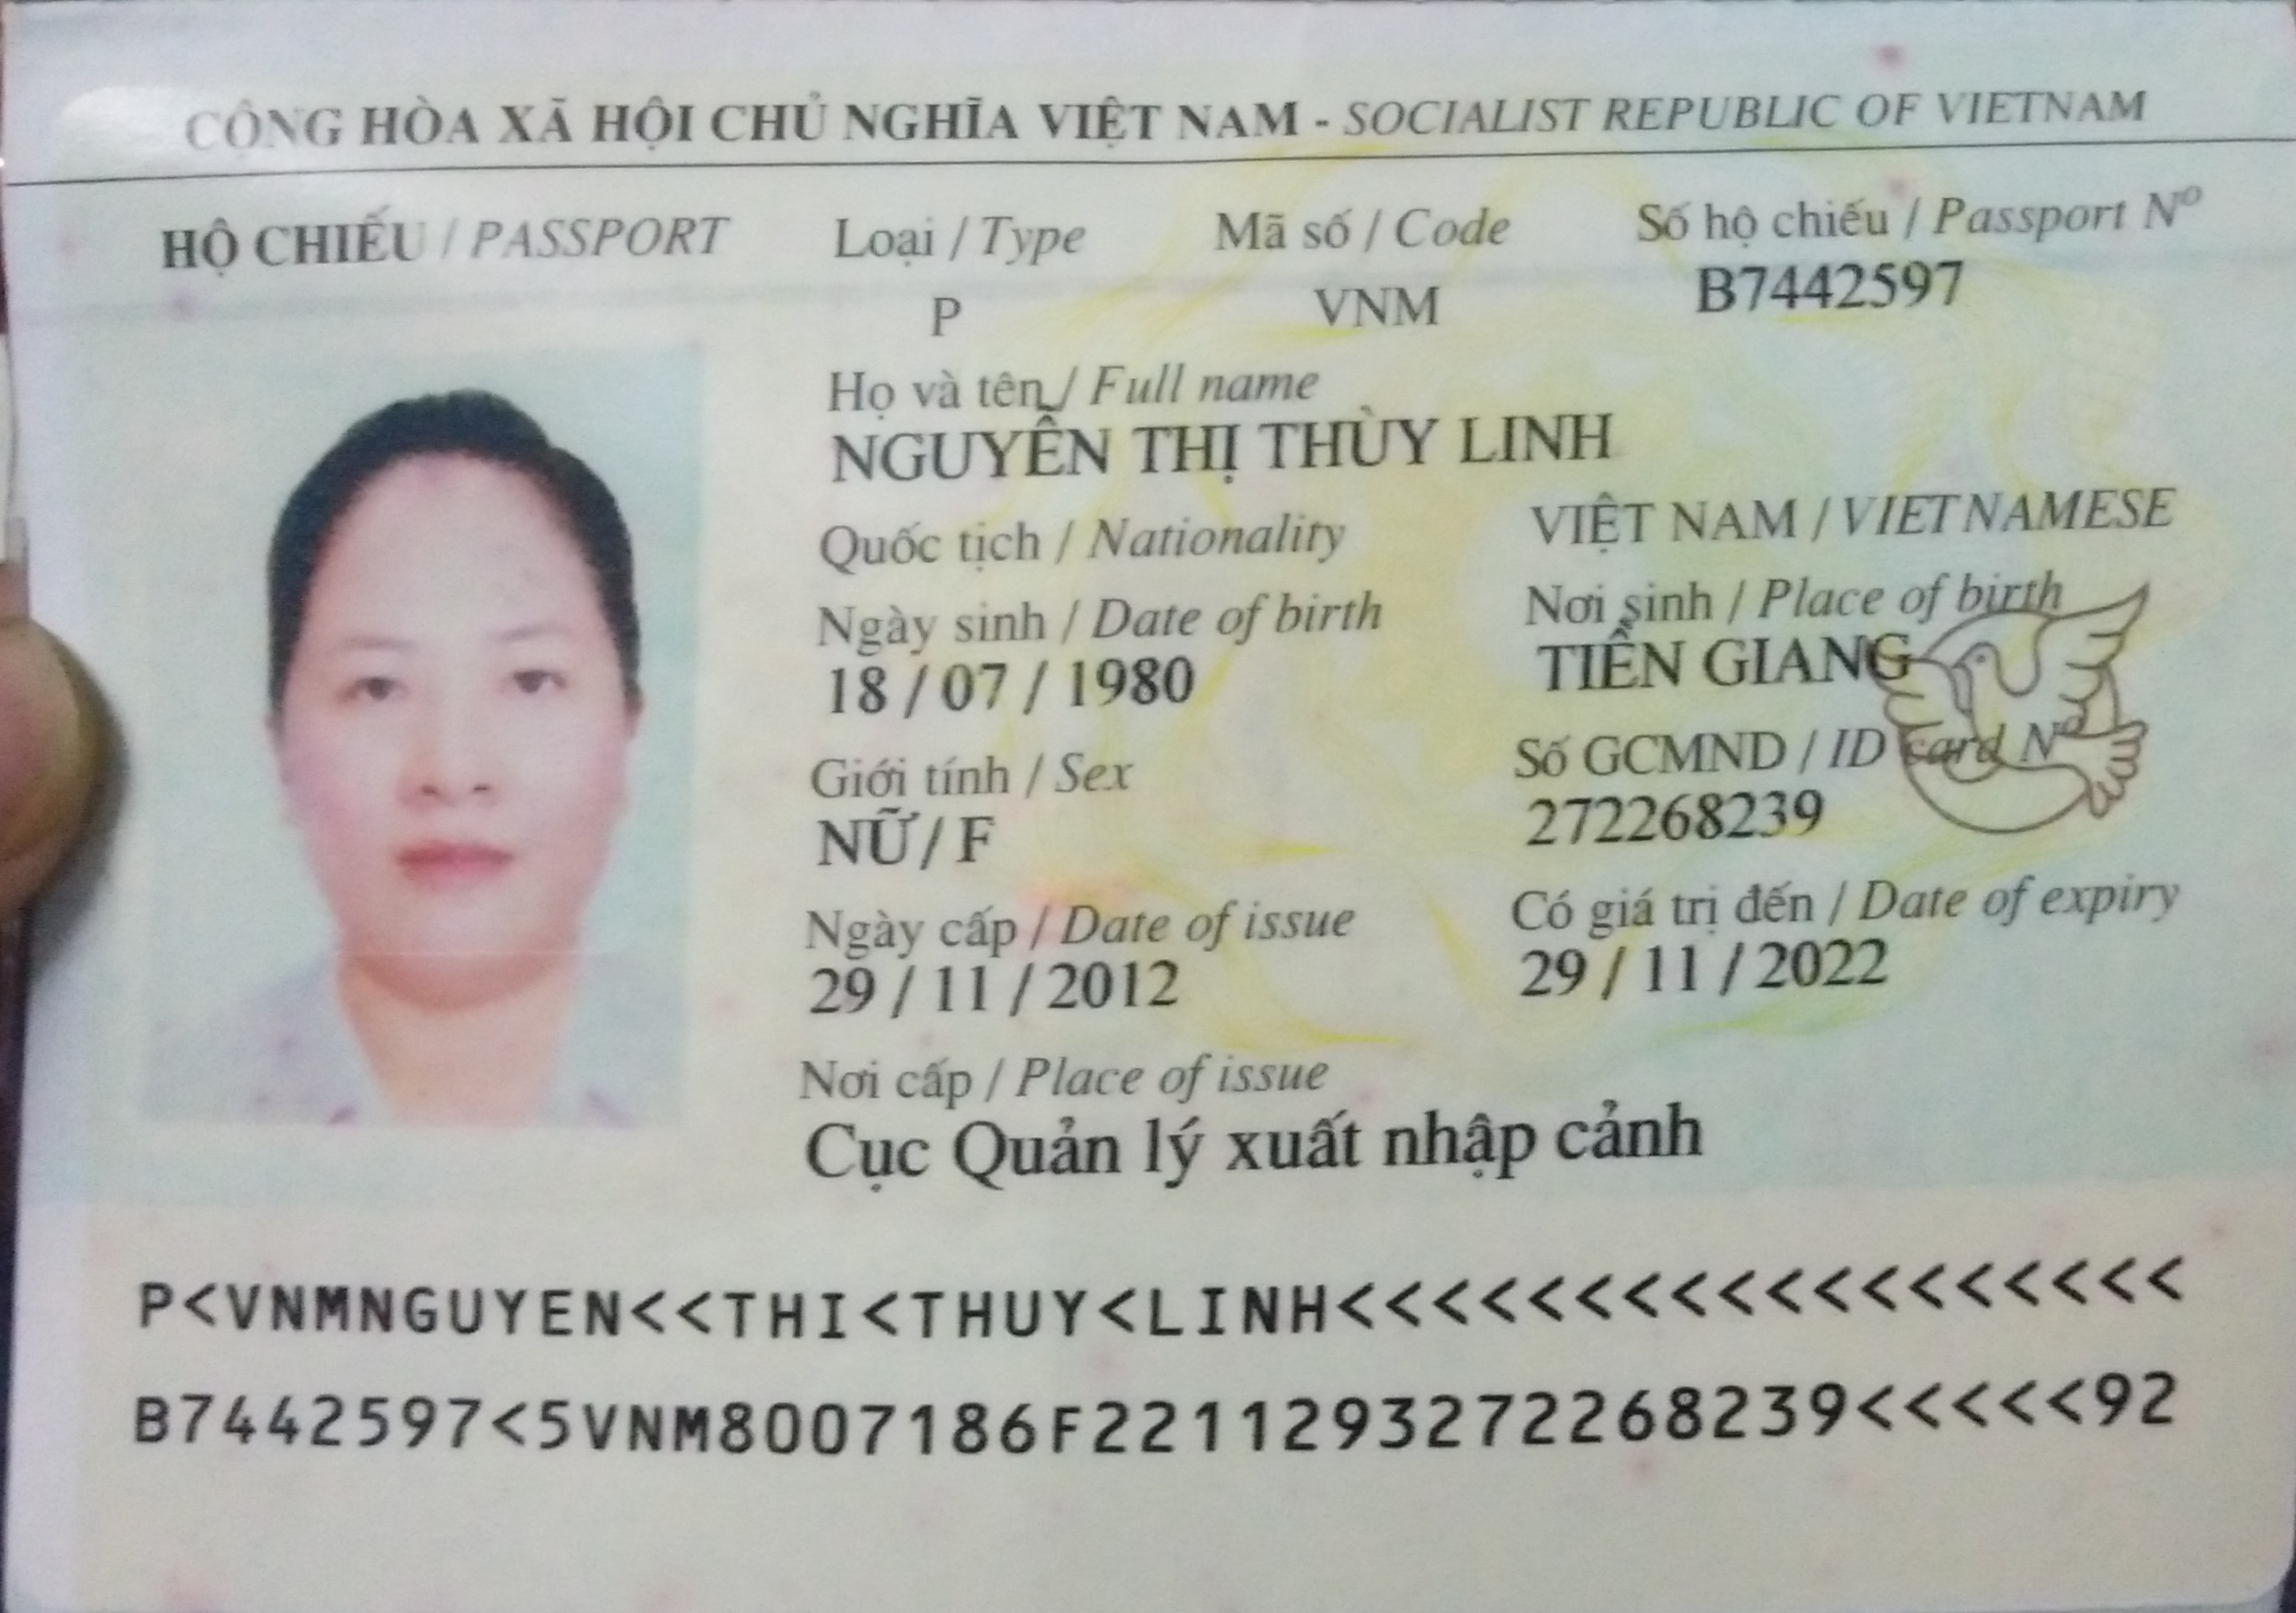 CỘNG HÒA XÃ HỘI CHỦ NGHĨA VIỆT NAM - SOCIALIST REPUBLIC OF VIETNAM
HỘ CHIẾU / PASSPORT Loại / Type Mã số / Code Số hộ chiếu / Passport Nº
P VNM B7442597
Họ và tên / Full name
NGUYỄN THỊ THÙY LINH
Quốc tịch / Nationality VIỆT NAM / VIETNAMESE
Ngày sinh / Date of birth Nơi sinh / Place of birth
18 / 07 / 1980 TIỀN GIANG
Giới tính / Sex Số GCMND / ID card Nº
NỮ / F 272268239
Ngày cấp / Date of issue Có giá trị đến / Date of expiry
29 / 11 / 2012 29 / 11 / 2022
Nơi cấp / Place of issue
Cục Quản lý xuất nhập cảnh
P<VNMNGUYEN<<THI<THUY<LINH<<<<<<<<<<<<<<<<<<
B7442597<5VNM8007186F2211293272268239<<<<<92